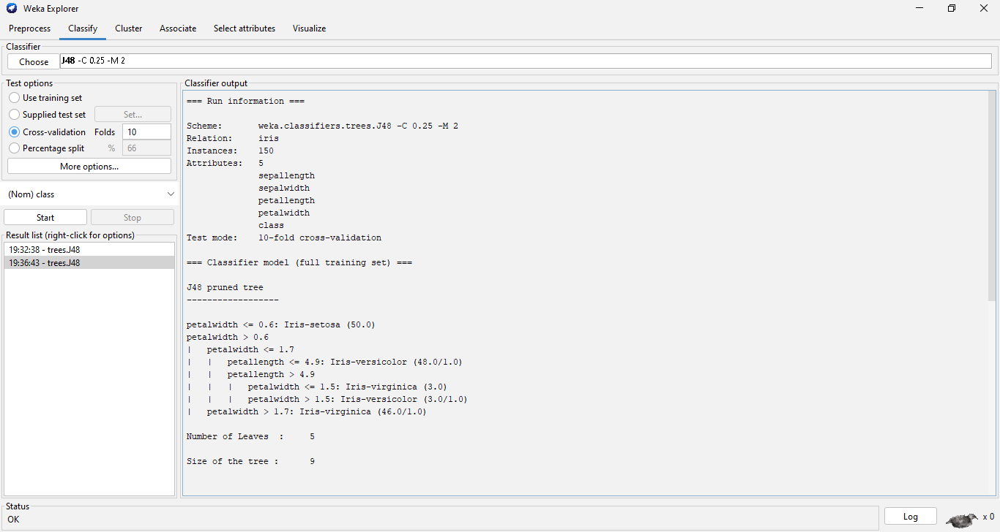 Weka Explorer
Preprocess Classify Cluster Associate Select attributes Visualize
Classifier
Choose J48 -C 0.25 -M 2
Test options
Use training set
Supplied test set Set...
Cross-validation Folds 10
Percentage split % 66
More options...
(Nom) class
Start Stop
Result list (right-click for options)
19:32:38 - trees.J48
19:36:43 - trees.J48
Classifier output
=== Run information ===
Scheme:       weka.classifiers.trees.J48 -C 0.25 -M 2
Relation:     iris
Instances:    150
Attributes:   5
              sepallength
              sepalwidth
              petallength
              petalwidth
              class
Test mode:    10-fold cross-validation
=== Classifier model (full training set) ===
J48 pruned tree
------------------
petalwidth <= 0.6: Iris-setosa (50.0)
petalwidth > 0.6
|   petalwidth <= 1.7
|   |   petallength <= 4.9: Iris-versicolor (48.0/1.0)
|   |   petallength > 4.9
|   |   |   petalwidth <= 1.5: Iris-virginica (3.0)
|   |   |   petalwidth > 1.5: Iris-versicolor (3.0/1.0)
|   petalwidth > 1.7: Iris-virginica (46.0/1.0)
Number of Leaves  :     5
Size of the tree :      9
Status
OK
Log x 0